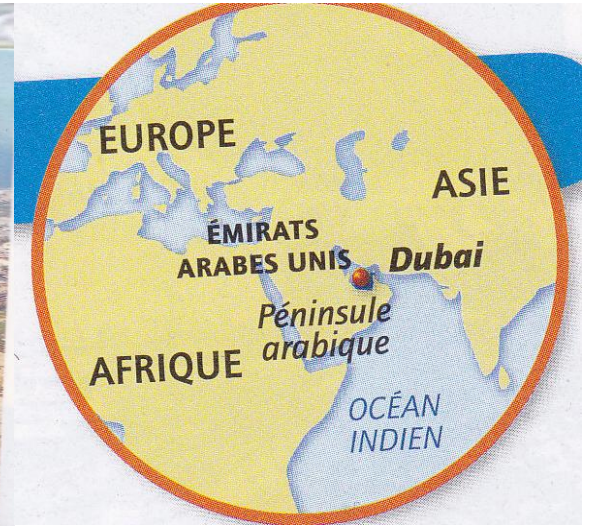 EUROPE
ASIE
ÉMIRATS
ARABES UNIS
Dubai
Péninsule
arabique
AFRIQUE
OCÉAN
INDIEN